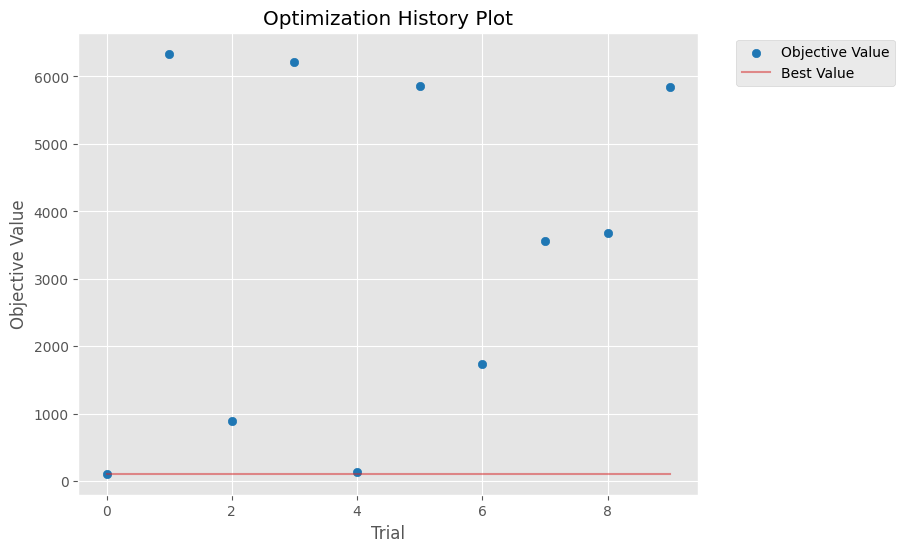 Optimization History Plot
Objective Value
Best Value
Objective Value
6000
5000
4000
3000
2000
1000
0
0 2 4 6 8
Trial